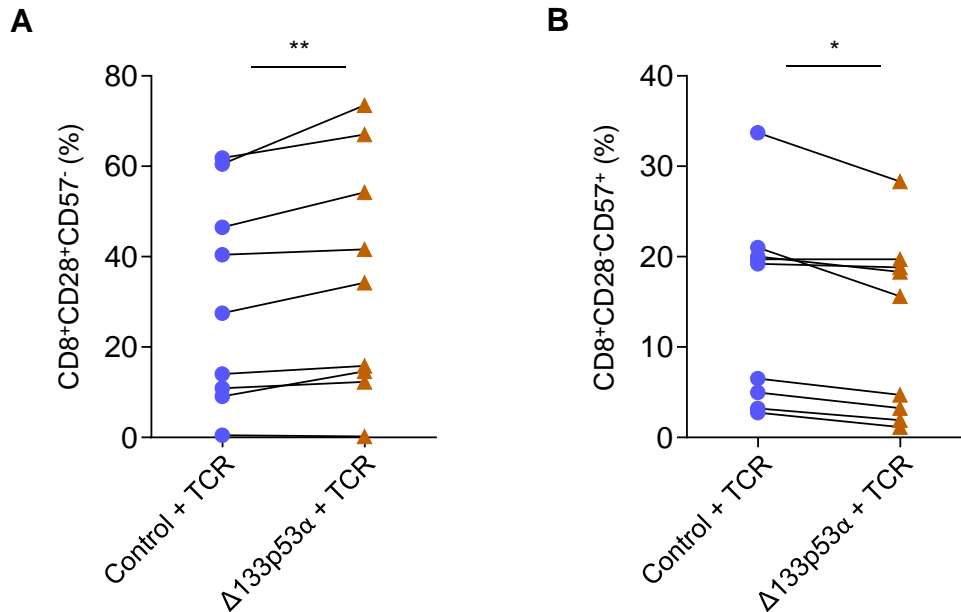 A
**
CD8⁺CD28⁺CD57⁻ (%)
80
60
40
20
0
Control + TCR
Δ133p53α + TCR
B
*
CD8⁺CD28⁻CD57⁺ (%)
40
30
20
10
0
Control + TCR
Δ133p53α + TCR